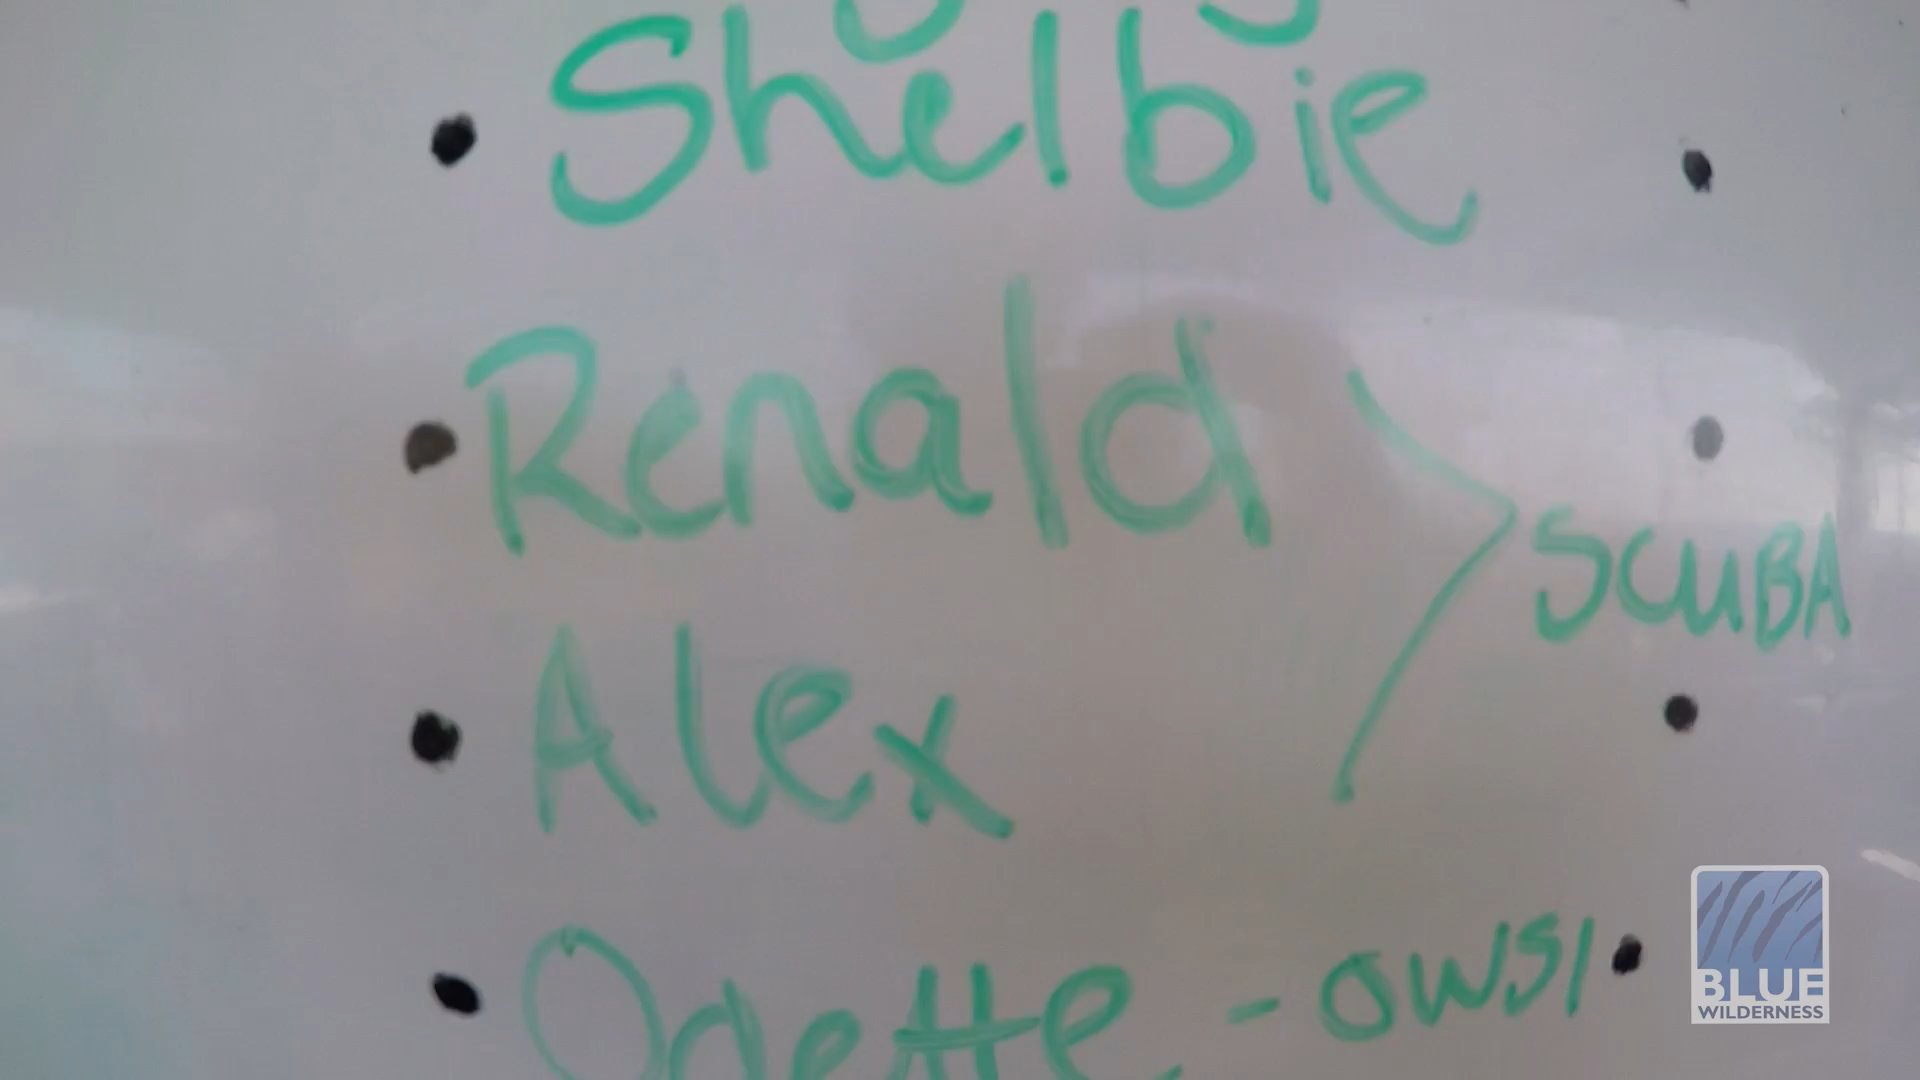 Shelbie
Renald
SCUBA
Alex
Odette - OWSI
BLUE
WILDERNESS